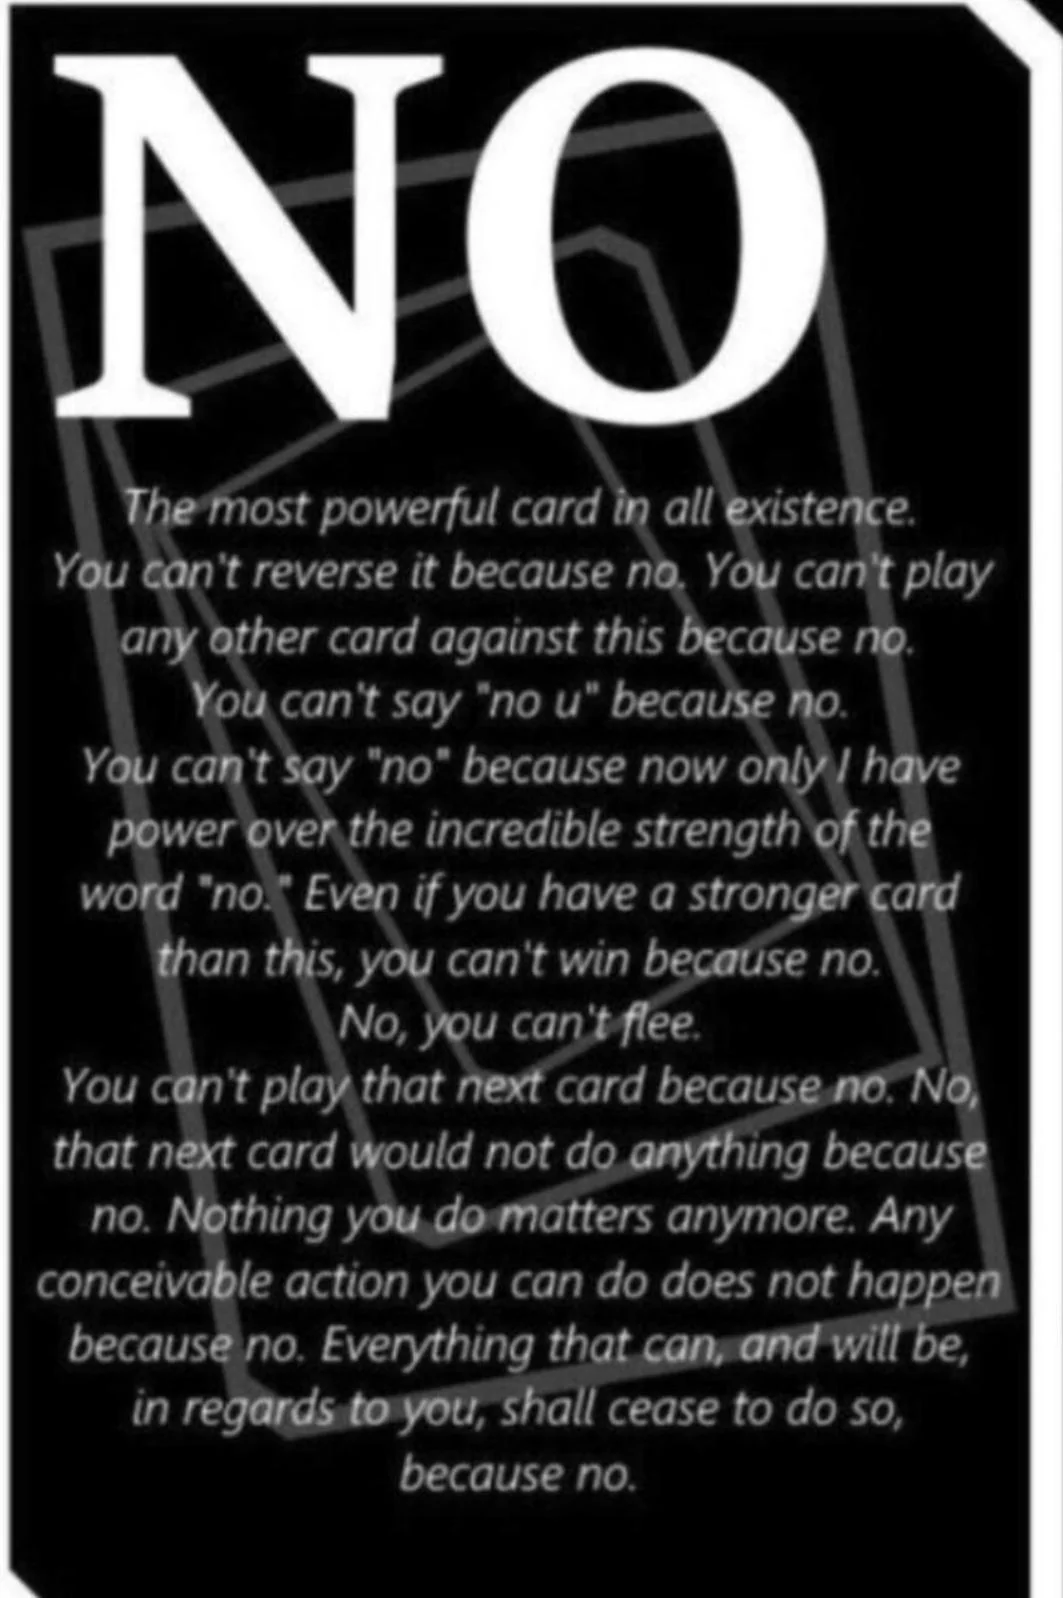 NO
The most powerful card in all existence.
You can't reverse it because no. You can't play
any other card against this because no.
You can't say "no u" because no.
You can't say "no" because now only I have
power over the incredible strength of the
word "no." Even if you have a stronger card
than this, you can't win because no.
No, you can't flee.
You can't play that next card because no. No,
that next card would not do anything because
no. Nothing you do matters anymore. Any
conceivable action you can do does not happen
because no. Everything that can, and will be,
in regards to you, shall cease to do so,
because no.